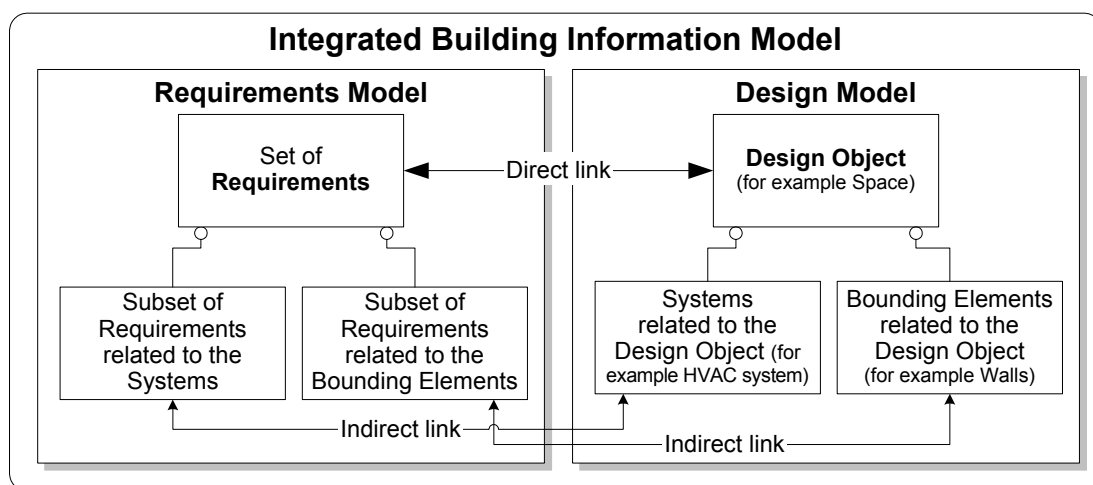 Integrated Building Information Model
Requirements Model
Set of
Requirements
Direct link
Subset of
Requirements
related to the
Systems
Subset of
Requirements
related to the
Bounding Elements
Design Model
Design Object
(for example Space)
Systems
related to the
Design Object (for
example HVAC system)
Bounding Elements
related to the
Design Object
(for example Walls)
Indirect link
Indirect link